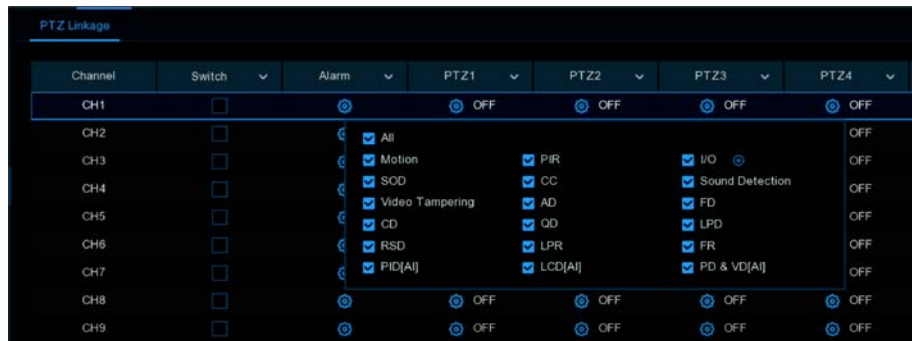 PTZ Linkage
Channel Switch Alarm PTZ1 PTZ2 PTZ3 PTZ4
CH1 OFF OFF OFF OFF
CH2 All OFF
CH3 Motion PIR I/O OFF
CH4 SOD CC Sound Detection OFF
CH5 Video Tampering AD FD OFF
CD QD LPD
CH6 RSD LPR FR OFF
CH7 PID[AI] LCD[AI] PD & VD[AI] OFF
CH8 OFF OFF OFF OFF
CH9 OFF OFF OFF OFF